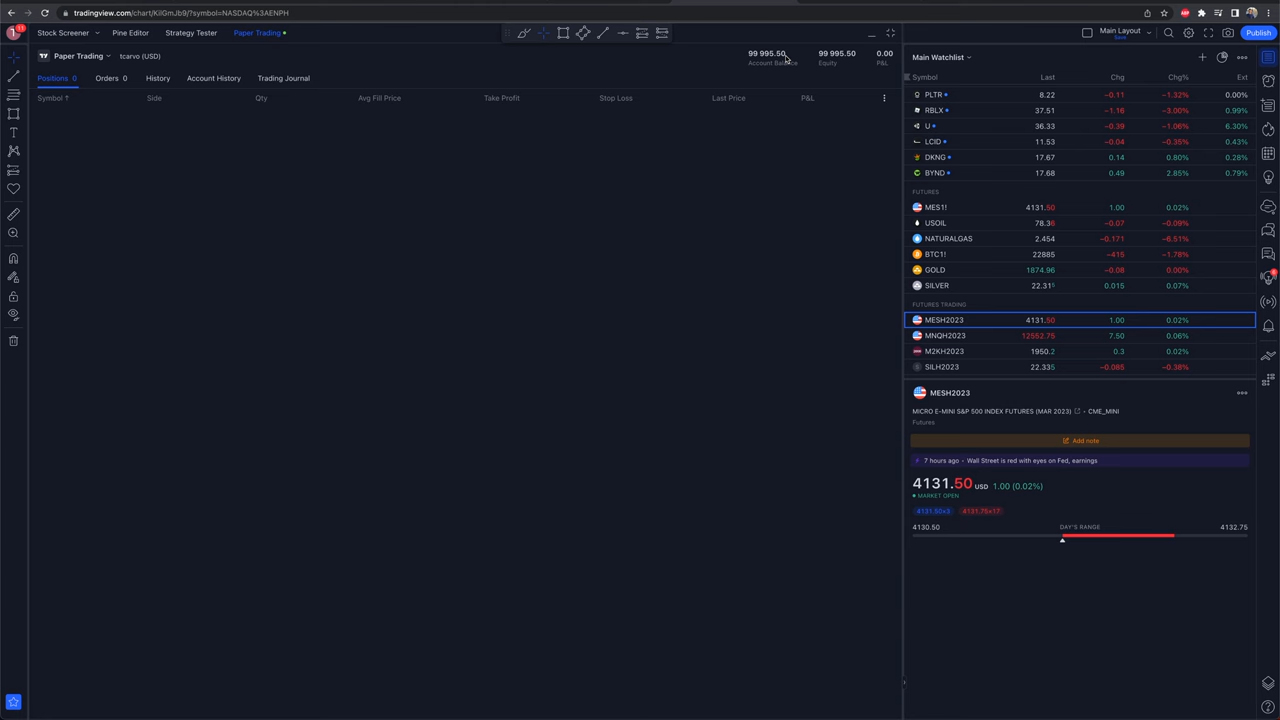 tradingview.com/chart/KilGmJb9/?symbol=NASDAQ%3AENPH
11
Stock Screener
Pine Editor
Strategy Tester
Paper Trading
Main Layout
Save
Publish
Paper Trading
tcarvo (USD)
99 995.50
Account Balance
99 995.50
Equity
0.00
P&L
Main Watchlist
Positions 0
Orders 0
History
Account History
Trading Journal
Symbol
Last
Chg
Chg%
Ext
Symbol ↑
Side
Qty
Avg Fill Price
Take Profit
Stop Loss
Last Price
P&L
PLTR 8.22 −0.11 −1.32% 0.00%
RBLX 37.51 −1.16 −3.00% 0.99%
U 36.33 −0.39 −1.06% 6.30%
LCID 11.53 −0.04 −0.35% 0.43%
DKNG 17.67 0.14 0.80% 0.28%
BYND 17.68 0.49 2.85% 0.79%
FUTURES
MES1! 4131.50 1.00 0.02%
USOIL 78.36 −0.07 −0.09%
NATURALGAS 2.454 −0.171 −6.51%
BTC1! 22885 −415 −1.78%
GOLD 1874.96 −0.08 0.00%
SILVER 22.315 0.015 0.07%
FUTURES TRADING
MESH2023 4131.50 1.00 0.02%
MNQH2023 12552.75 7.50 0.06%
M2KH2023 1950.2 0.3 0.02%
SILH2023 22.335 −0.085 −0.38%
MESH2023
MICRO E-MINI S&P 500 INDEX FUTURES (MAR 2023) • CME_MINI
Futures
Add note
7 hours ago • Wall Street is red with eyes on Fed, earnings
4131.50 USD 1.00 (0.02%)
MARKET OPEN
4131.50×3 4131.75×17
4130.50 DAY'S RANGE 4132.75